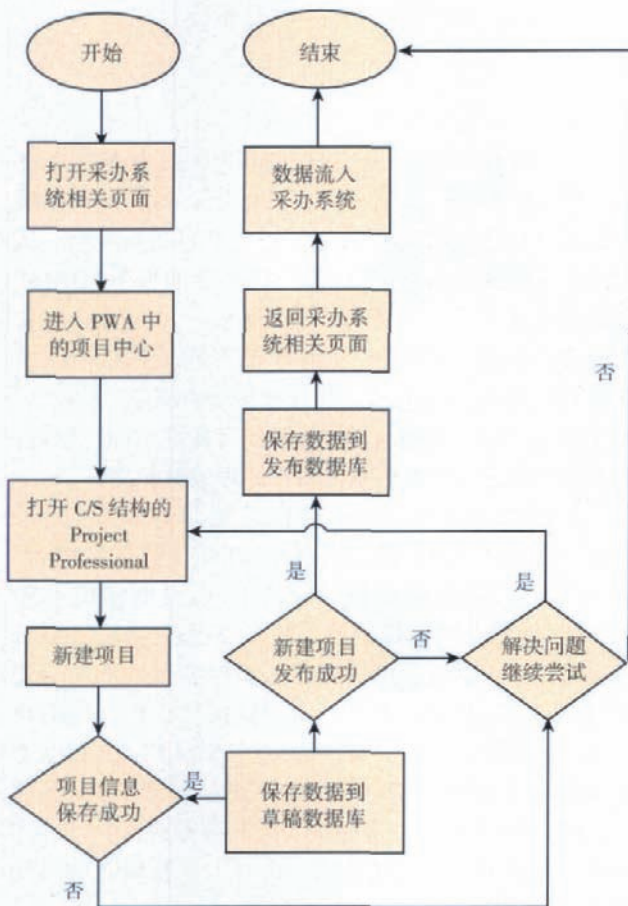 开始
打开采办系
统相关页面
进入 PWA 中
的项目中心
打开 C/S 结构的
Project
Professional
新建项目
项目信息
保存成功
是
否
保存数据到
草稿数据库
新建项目
发布成功
是
否
保存数据到
发布数据库
返回采办系
统相关页面
数据流入
采办系统
结束
解决问题
继续尝试
是
否